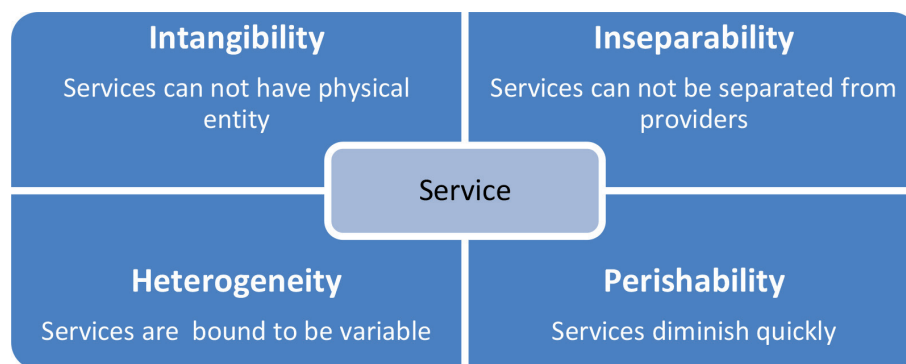 Intangibility
Services can not have physical
entity
Inseparability
Services can not be separated from
providers
Service
Heterogeneity
Services are bound to be variable
Perishability
Services diminish quickly